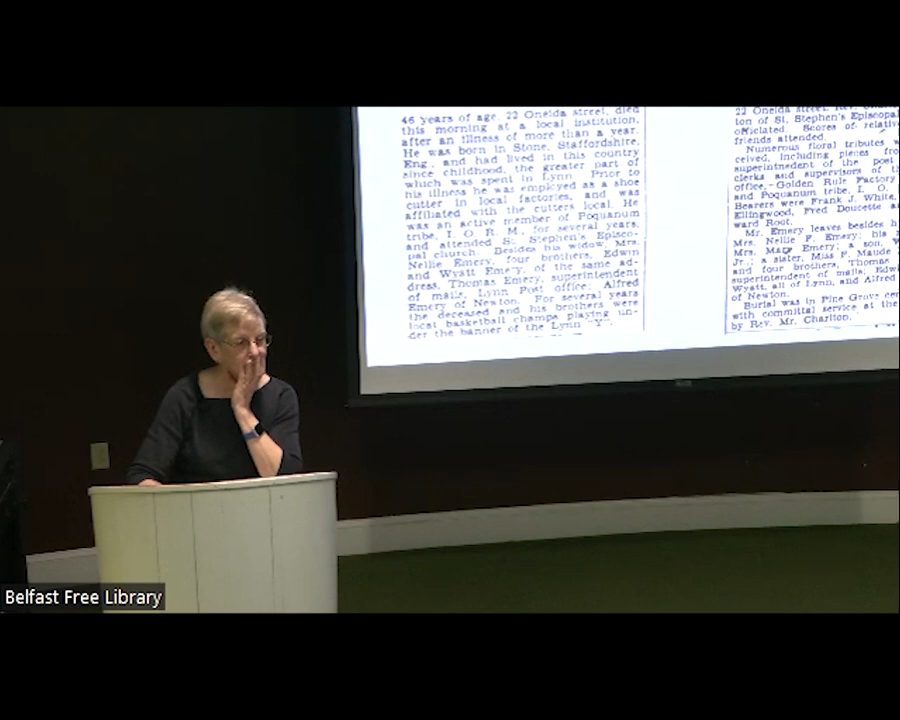 46 years of age, 22 Oneida street, died
this morning at a local institution,
after an illness of more than a year.
He was born in Stone, Staffordshire,
Eng., and had lived in this country
since childhood, the greater part of
which was spent in Lynn. Prior to
his illness he was employed as a shoe
cutter in local factories, and was
affiliated with the cutters local. He
was an active member of Poquanum
tribe, I. O. R. M., for several years,
and attended St. Stephen's Episco-
pal church. Besides his widow, Mrs.
Nellie Emery, four brothers, Edwin
and Wyatt Emery, of the same ad-
dress, Thomas Emery, superintendent
of mails, Lynn Post office; Alfred
Emery of Newton. For several years
the deceased and his brothers were
local basketball champs playing un-
der the banner of the Lynn "Y".
22 Oneida street. Rev.
ton of St. Stephen's Episcopal
officiated. Scores of relativ
friends attended.
Numerous floral tributes w
ceived, including pieces fro
superintnedent of the post
clerks and supervisors of th
office, Golden Rule Factory
and Poquanum tribe, I. O.
Bearers were Frank J. White,
Ellingwood, Fred Doucette a
ward Root.
Mr. Emery leaves besides h
Mrs. Nellie F. Emery; his
Mrs. Mary Emery; a son, W
Jr.; a sister, Miss F. Maude
and four brothers, Thomas
superintendent of mails; Edw
Wyatt, all of Lynn, and Alfred
of Newton.
Burial was in Pine Grove cem
with committal service at the
by Rev. Mr. Charlton.
Belfast Free Library